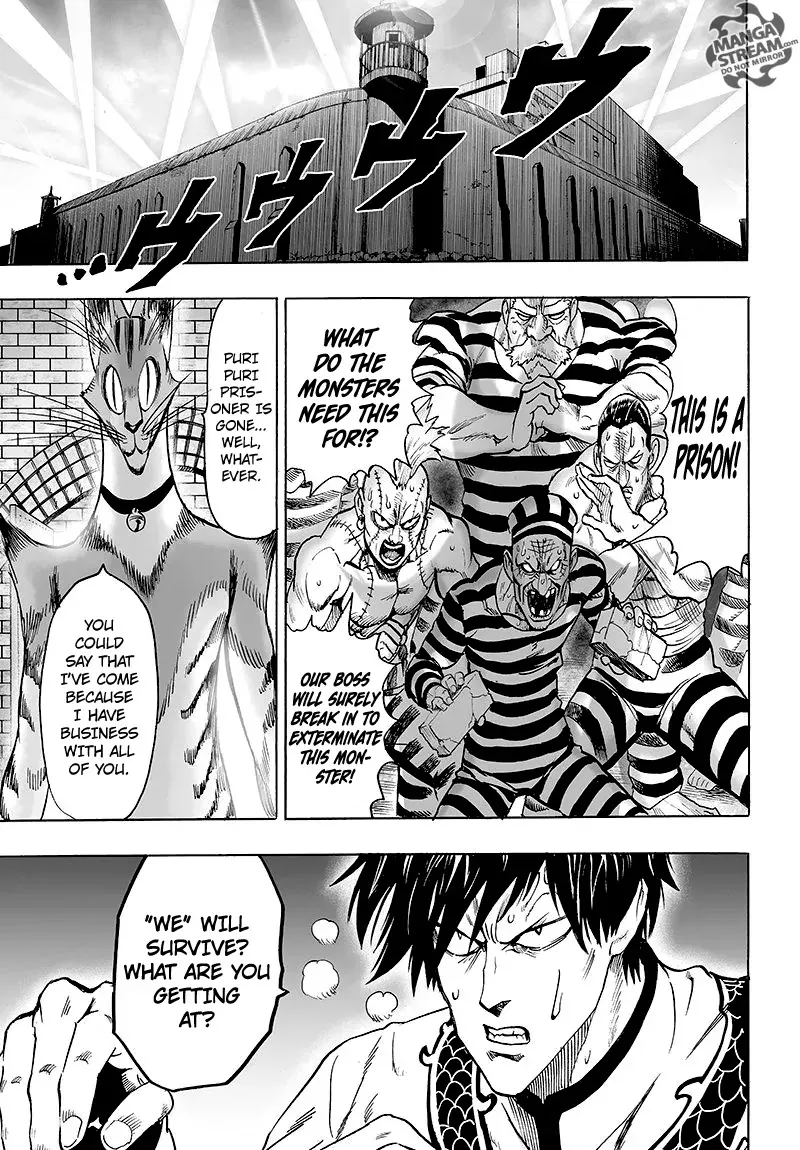 MANGA
STREAM.com
DO NOT MIRROR
ウウウウ...
THIS IS A
PRISON!
WHAT
DO THE
MONSTERS
NEED THIS
FOR!?
OUR BOSS
WILL SURELY
BREAK IN TO
EXTERMINATE
THIS MON-
STER!
PURI
PURI
PRIS-
ONER IS
GONE...
WELL,
WHAT-
EVER.
YOU
COULD
SAY THAT
I'VE COME
BECAUSE
I HAVE
BUSINESS
WITH ALL
OF YOU.
"WE" WILL
SURVIVE?
WHAT ARE YOU
GETTING
AT?